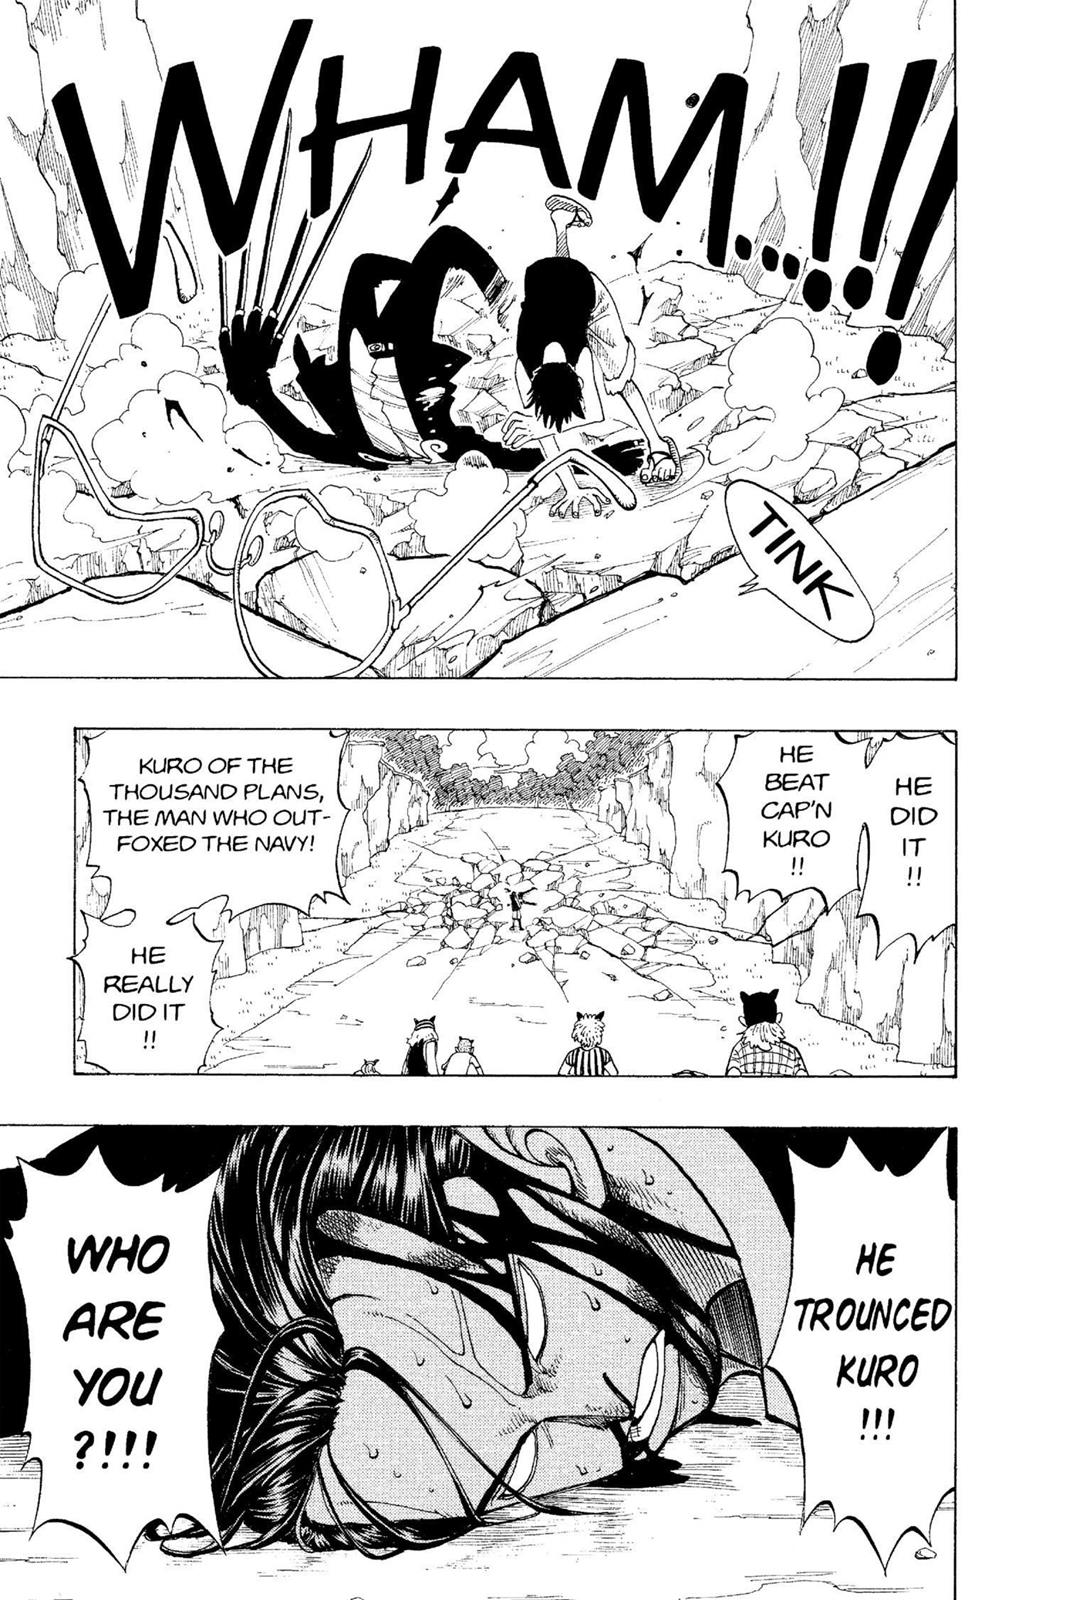 WHAM...!!!
TINK
HE
DID
IT
!!
HE
BEAT
CAP'N
KURO
!!
KURO OF THE
THOUSAND PLANS,
THE MAN WHO OUT-
FOXED THE NAVY!
HE
REALLY
DID IT
!!
HE
TROUNCED
KURO
!!!
WHO
ARE
YOU
?!!!